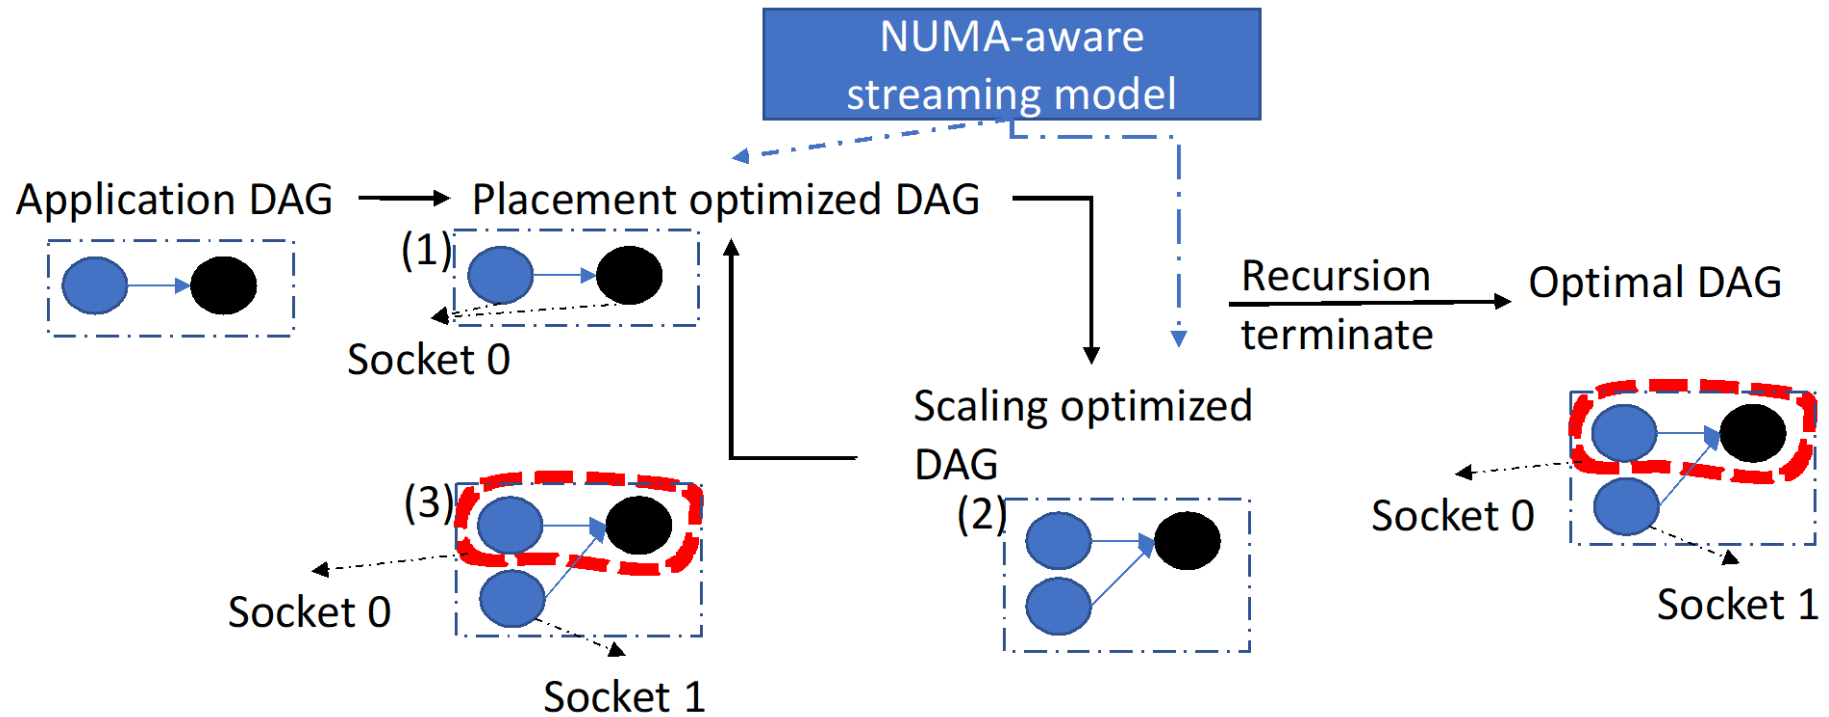 NUMA-aware
streaming model
Application DAG
Placement optimized DAG
(1)
Socket 0
Recursion
terminate
Optimal DAG
Scaling optimized
DAG
(2)
(3)
Socket 0
Socket 1
Socket 0
Socket 1